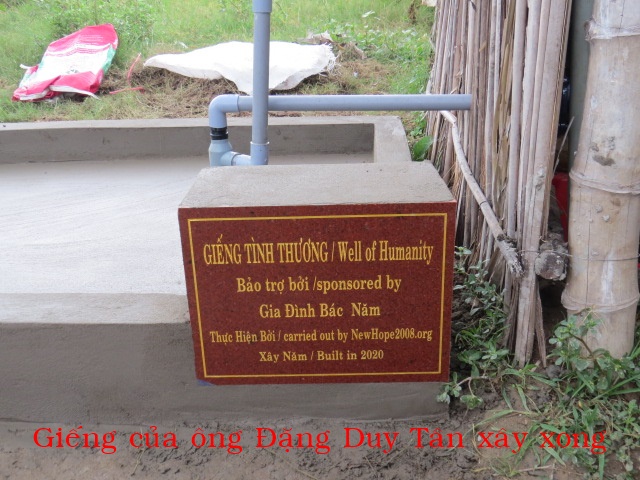 GIẾNG TÌNH THƯƠNG / Well of Humanity
Bảo trợ bởi /sponsored by
Gia Đình Bác Năm
Thực Hiện Bởi / carried out by NewHope2008.org
Xây Năm / Built in 2020
Giếng của ông Đặng Duy Tân xây xong